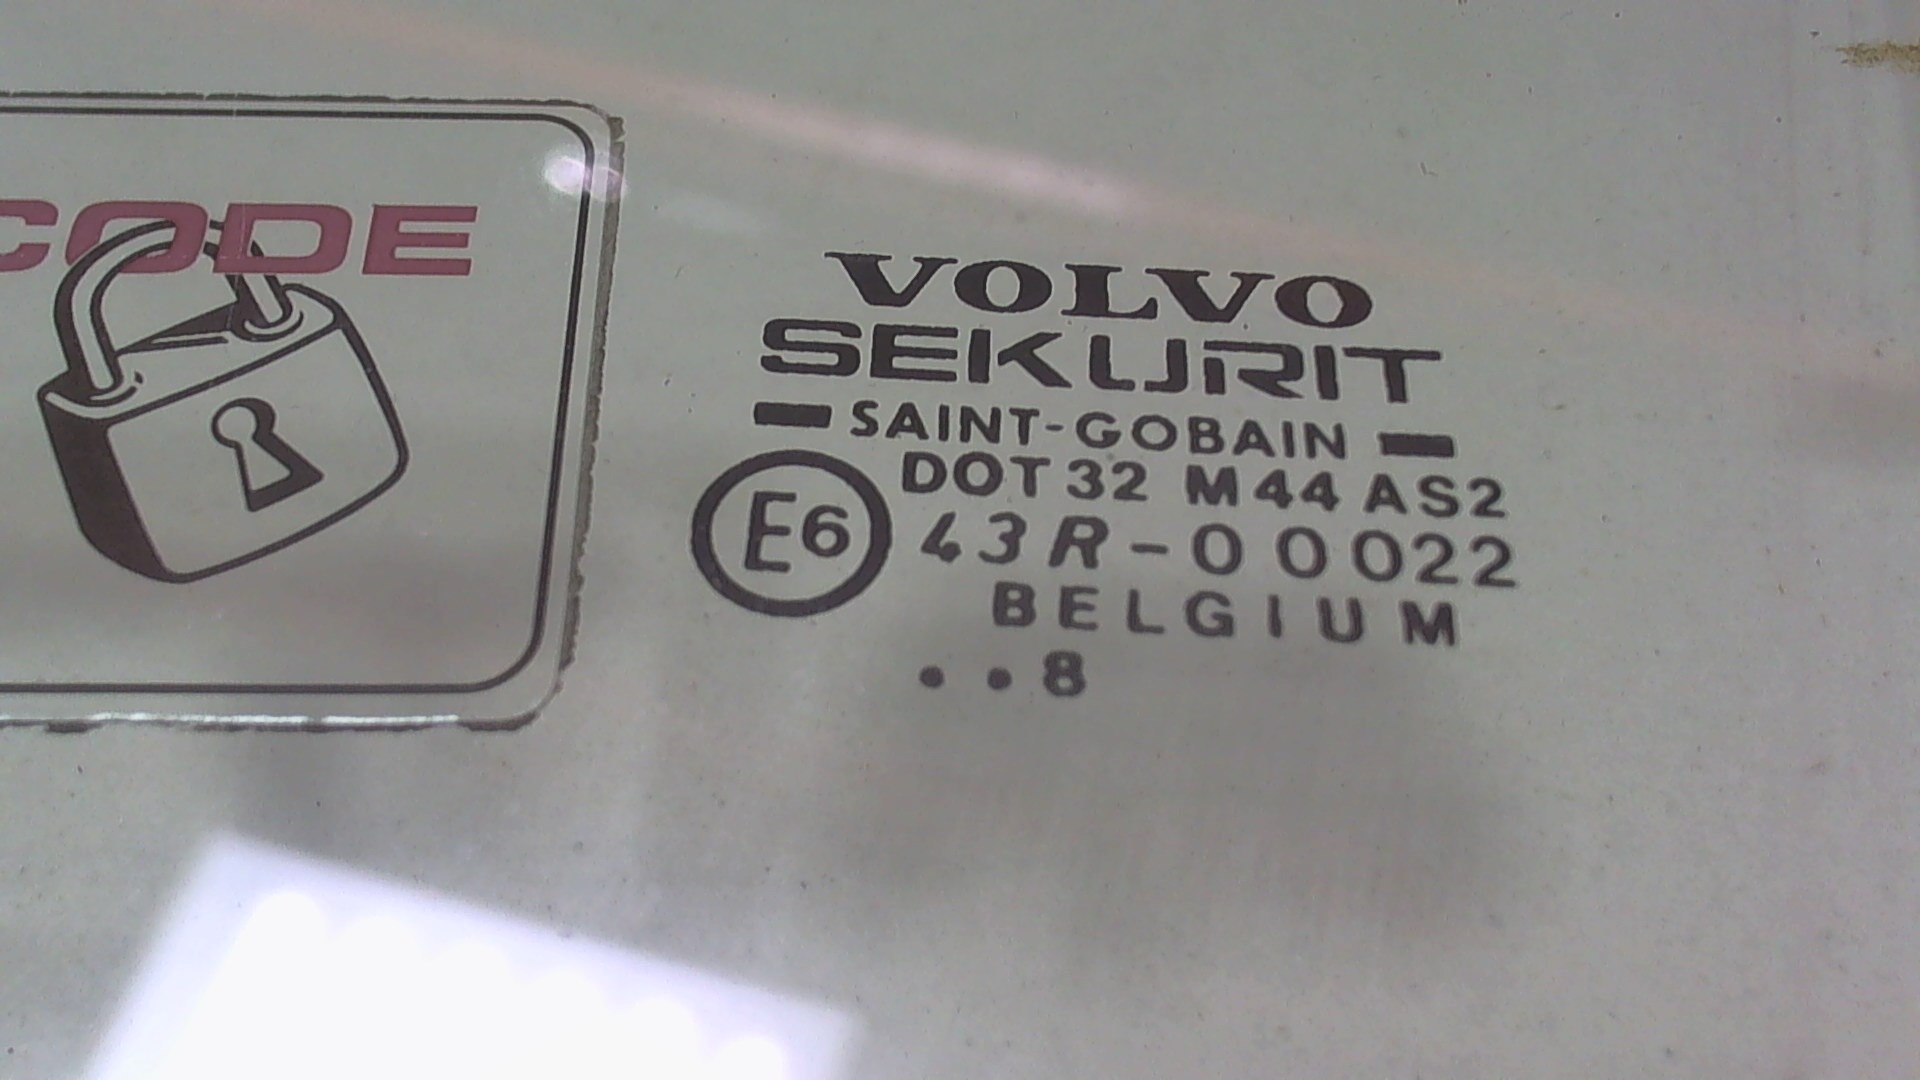 CODE
VOLVO
SEKURIT
SAINT-GOBAIN
DOT 32 M44 AS2
E6 43R-00022
BELGIUM
..8